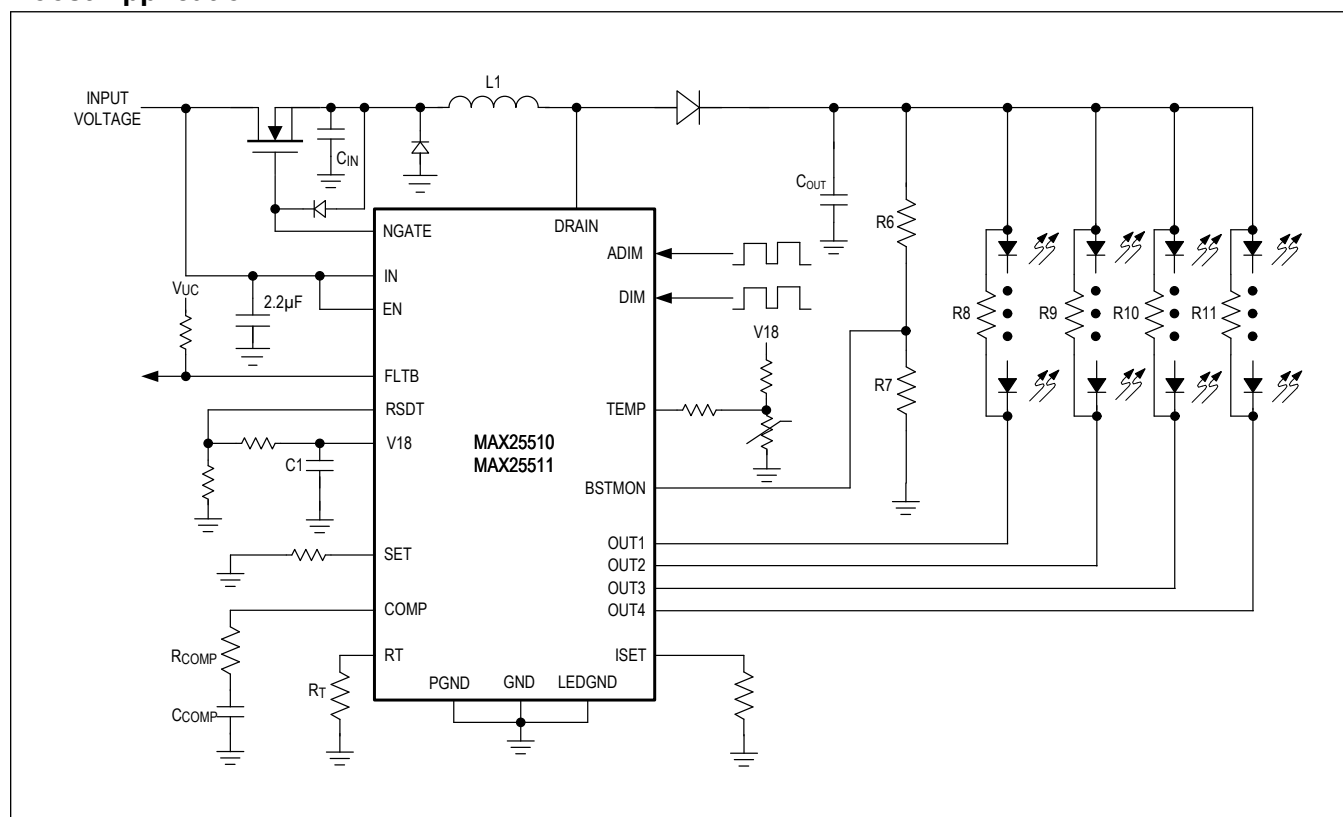 L1
INPUT
VOLTAGE
CIN
COUT
R6
NGATE
DRAIN
ADIM
IN
VUC
2.2µF
EN
DIM
V18
R8
R9
R10
R11
FLTB
R7
RSDT
TEMP
V18
C1
MAX25510
MAX25511
BSTMON
OUT1
SET
OUT2
OUT3
COMP
OUT4
RCOMP
RT
ISET
RT
PGND
GND
LEDGND
CCOMP